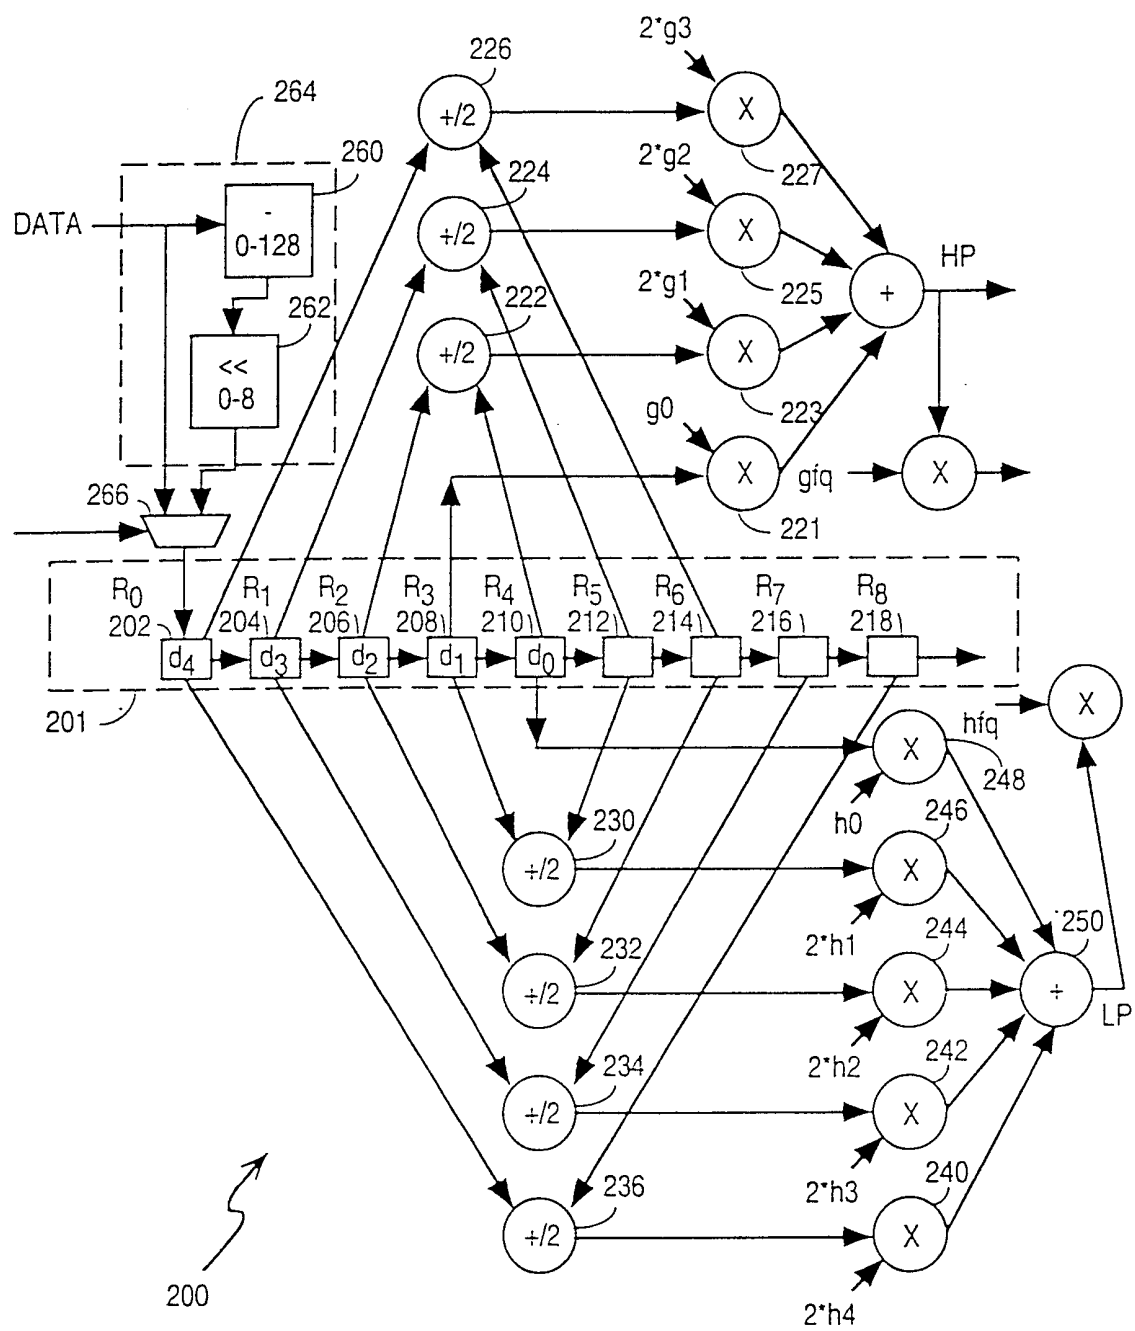 2*g3
226
+/2
X
264
227
260
2*g2
224
-
0-128
DATA
+/2
X
HP
225
+
2*g1
262
222
<<
0-8
+/2
X
223
g0
266
gfq
X
X
221
R0 R1 R2 R3 R4 R5 R6 R7 R8
202 204 206 208 210 212 214 216 218
d4 d3 d2 d1 d0
201
X
hfq
X
248
h0
230
246
÷/2
X
2*h1
250
232
244
÷/2
X
÷
LP
2*h2
234
242
÷/2
X
2*h3
236
240
÷/2
X
200
2*h4